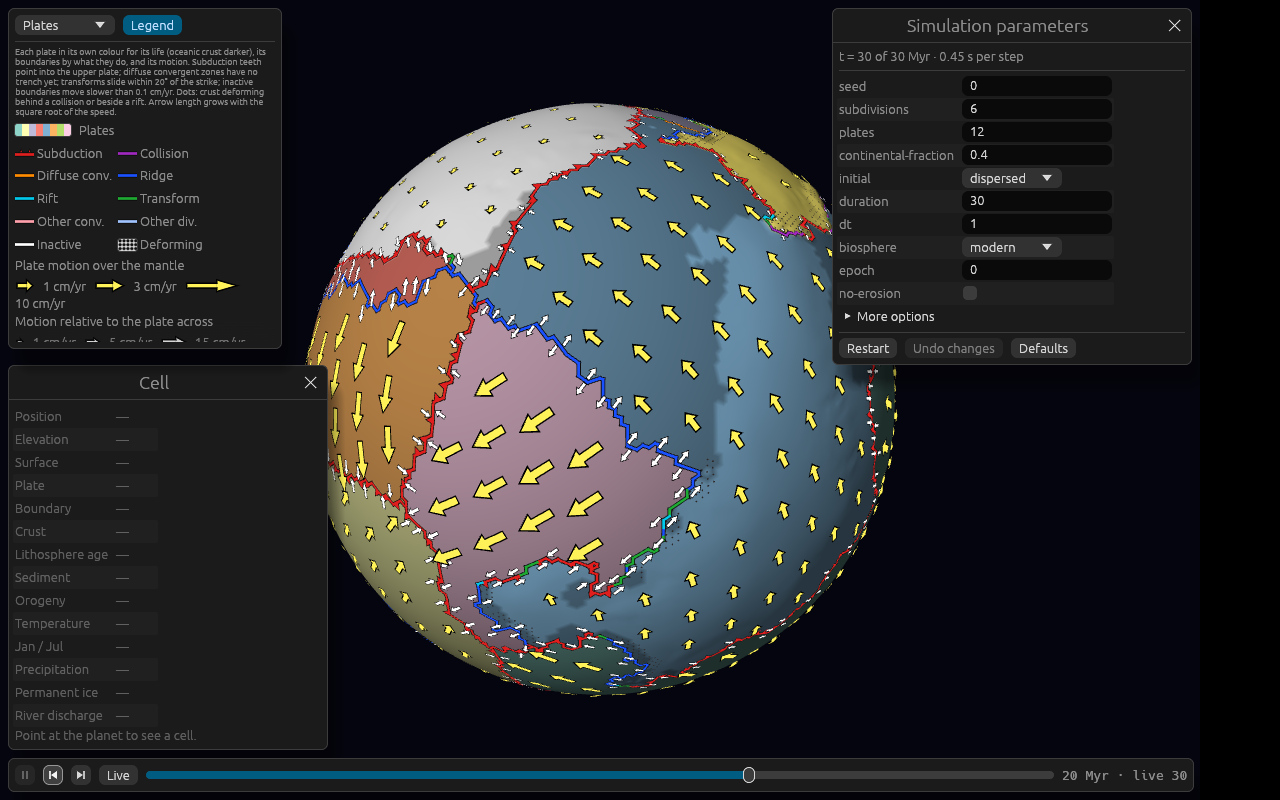 Plates
Legend
Each plate in its own colour for its life (oceanic crust darker), its
boundaries by what they do, and its motion. Subduction teeth
point into the upper plate; diffuse convergent zones have no
trench yet; transforms slide within 20° of the strike; inactive
boundaries move slower than 0.1 cm/yr. Dots: crust deforming
behind a collision or beside a rift. Arrow length grows with the
square root of the speed.
Plates
Subduction Collision
Diffuse conv. Ridge
Rift Transform
Other conv. Other div.
Inactive Deforming
Plate motion over the mantle
1 cm/yr 3 cm/yr
10 cm/yr
Motion relative to the plate across
1 cm/yr 5 cm/yr 15 cm/yr
Cell
Position —
Elevation —
Surface —
Plate —
Boundary —
Crust —
Lithosphere age —
Sediment —
Orogeny —
Temperature —
Jan / Jul —
Precipitation —
Permanent ice —
River discharge —
Point at the planet to see a cell.
Simulation parameters
t = 30 of 30 Myr · 0.45 s per step
seed 0
subdivisions 6
plates 12
continental-fraction 0.4
initial dispersed
duration 30
dt 1
biosphere modern
epoch 0
no-erosion
More options
Restart Undo changes Defaults
Live
20 Myr · live 30